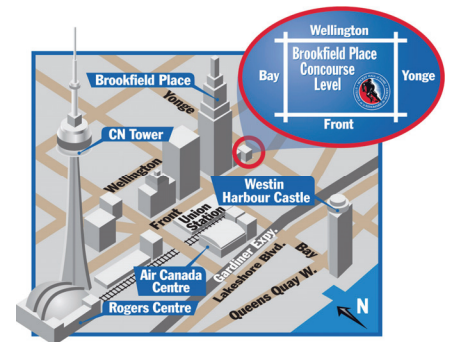 Wellington
Brookfield Place
Concourse
Level
Bay
Yonge
Front
Brookfield Place
Yonge
CN Tower
Wellington
Westin
Harbour Castle
Front
Union
Station
Gardiner Expy.
Lakeshore Blvd.
Bay
Queens Quay W.
Air Canada
Centre
Rogers Centre
N